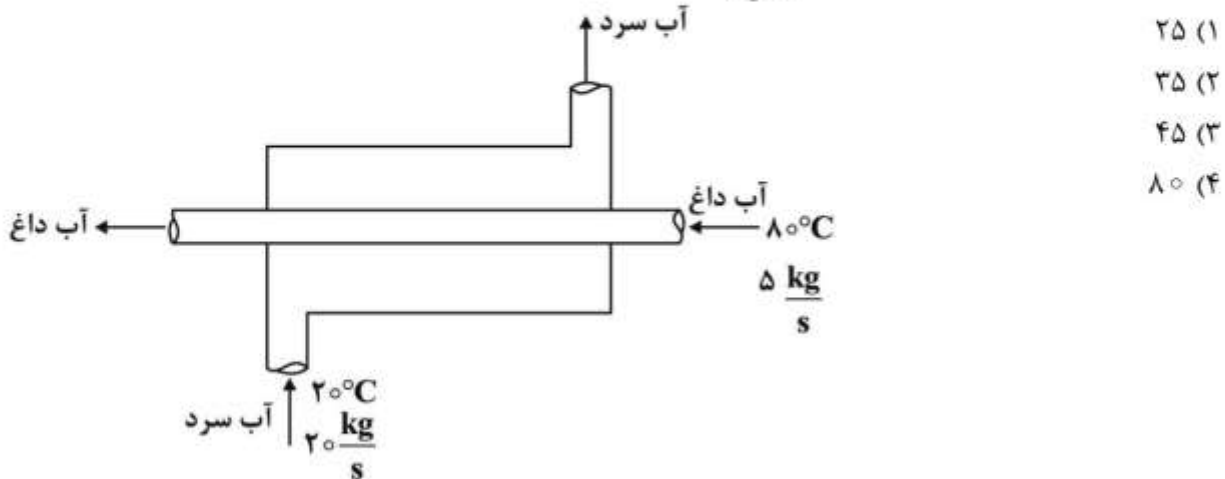 آب سرد
۱) ۲۵
۲) ۳۵
۳) ۴۵
۴) ۸۰
آب داغ
۸۰°C
۵ kg/s
آب داغ
۲۰°C
آب سرد
۲۰ kg/s